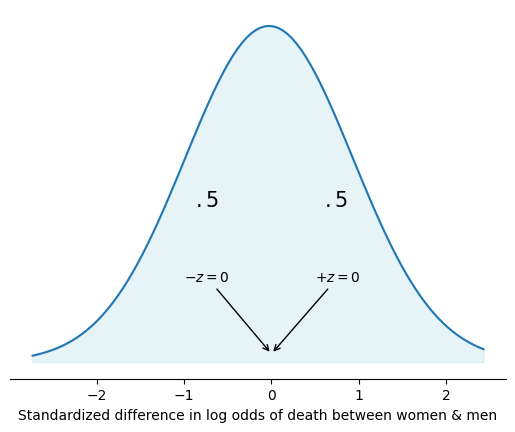 .5 .5
−z = 0 +z = 0
−2 −1 0 1 2
Standardized difference in log odds of death between women & men